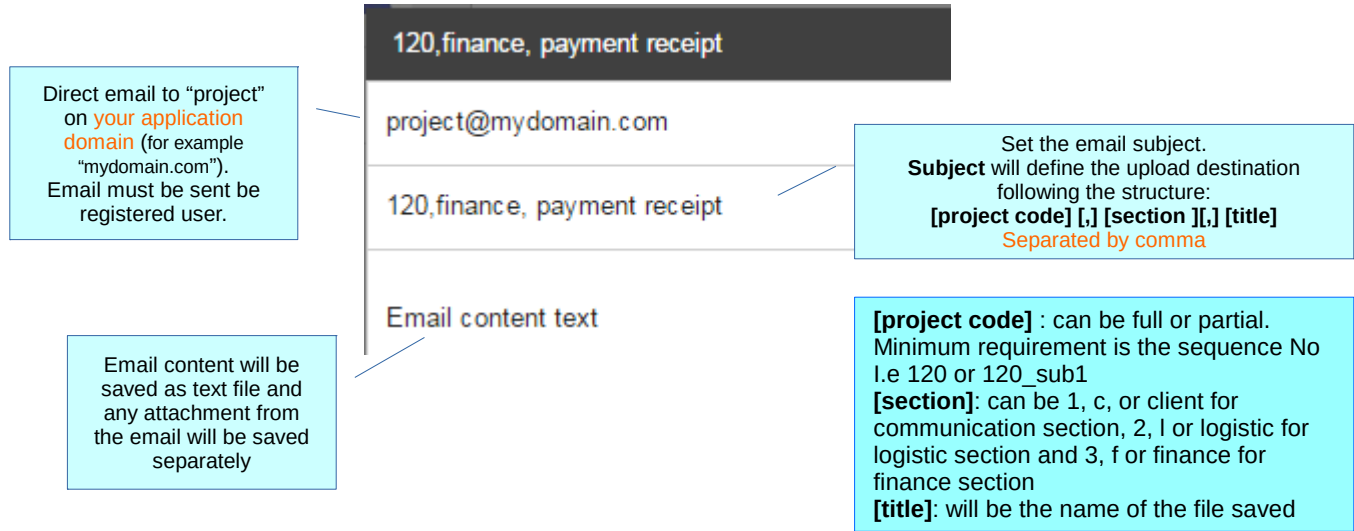 120,finance, payment receipt
Direct email to “project”
on your application
domain (for example
“mydomain.com”).
Email must be sent be
registered user.
project@mydomain.com
120,finance, payment receipt
Set the email subject.
Subject will define the upload destination
following the structure:
[project code] [,] [section ][,] [title]
Separated by comma
Email content text
Email content will be
saved as text file and
any attachment from
the email will be saved
separately
[project code] : can be full or partial.
Minimum requirement is the sequence No
I.e 120 or 120_sub1
[section]: can be 1, c, or client for
communication section, 2, l or logistic for
logistic section and 3, f or finance for
finance section
[title]: will be the name of the file saved